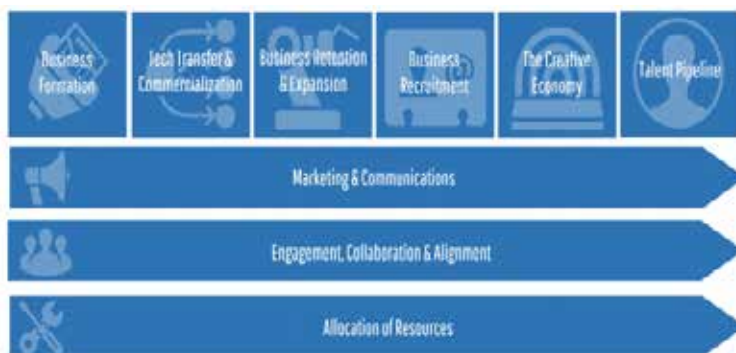 Business
Formation
Tech Transfer &
Commercialization
Business Retention
& Expansion
Business
Recruitment
The Creative
Economy
Talent Pipeline
Marketing & Communications
Engagement, Collaboration & Alignment
Allocation of Resources